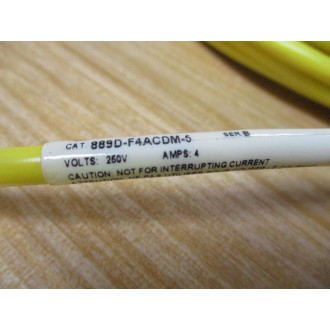 CAT 889D-F4ACDM-5 SER B
VOLTS: 250V AMPS: 4
CAUTION: NOT FOR INTERRUPTING CURRENT